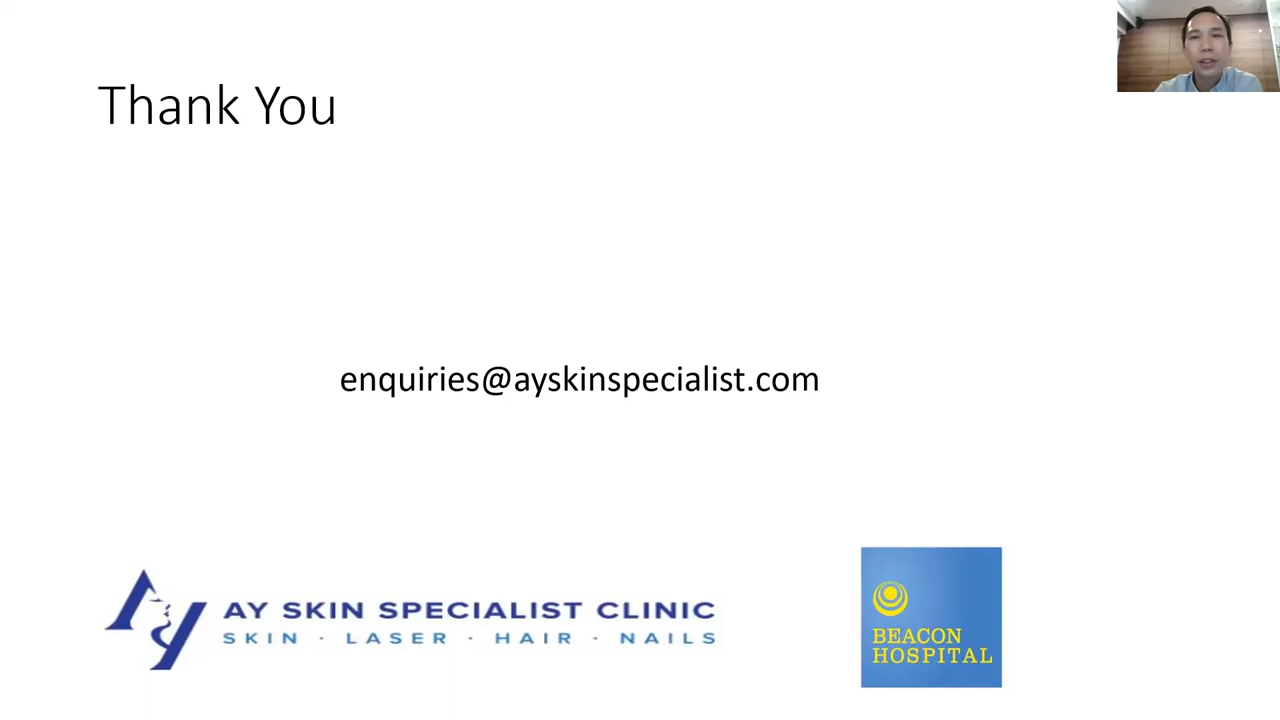 Thank You
enquiries@ayskinspecialist.com
AY SKIN SPECIALIST CLINIC
SKIN · LASER · HAIR · NAILS
BEACON
HOSPITAL